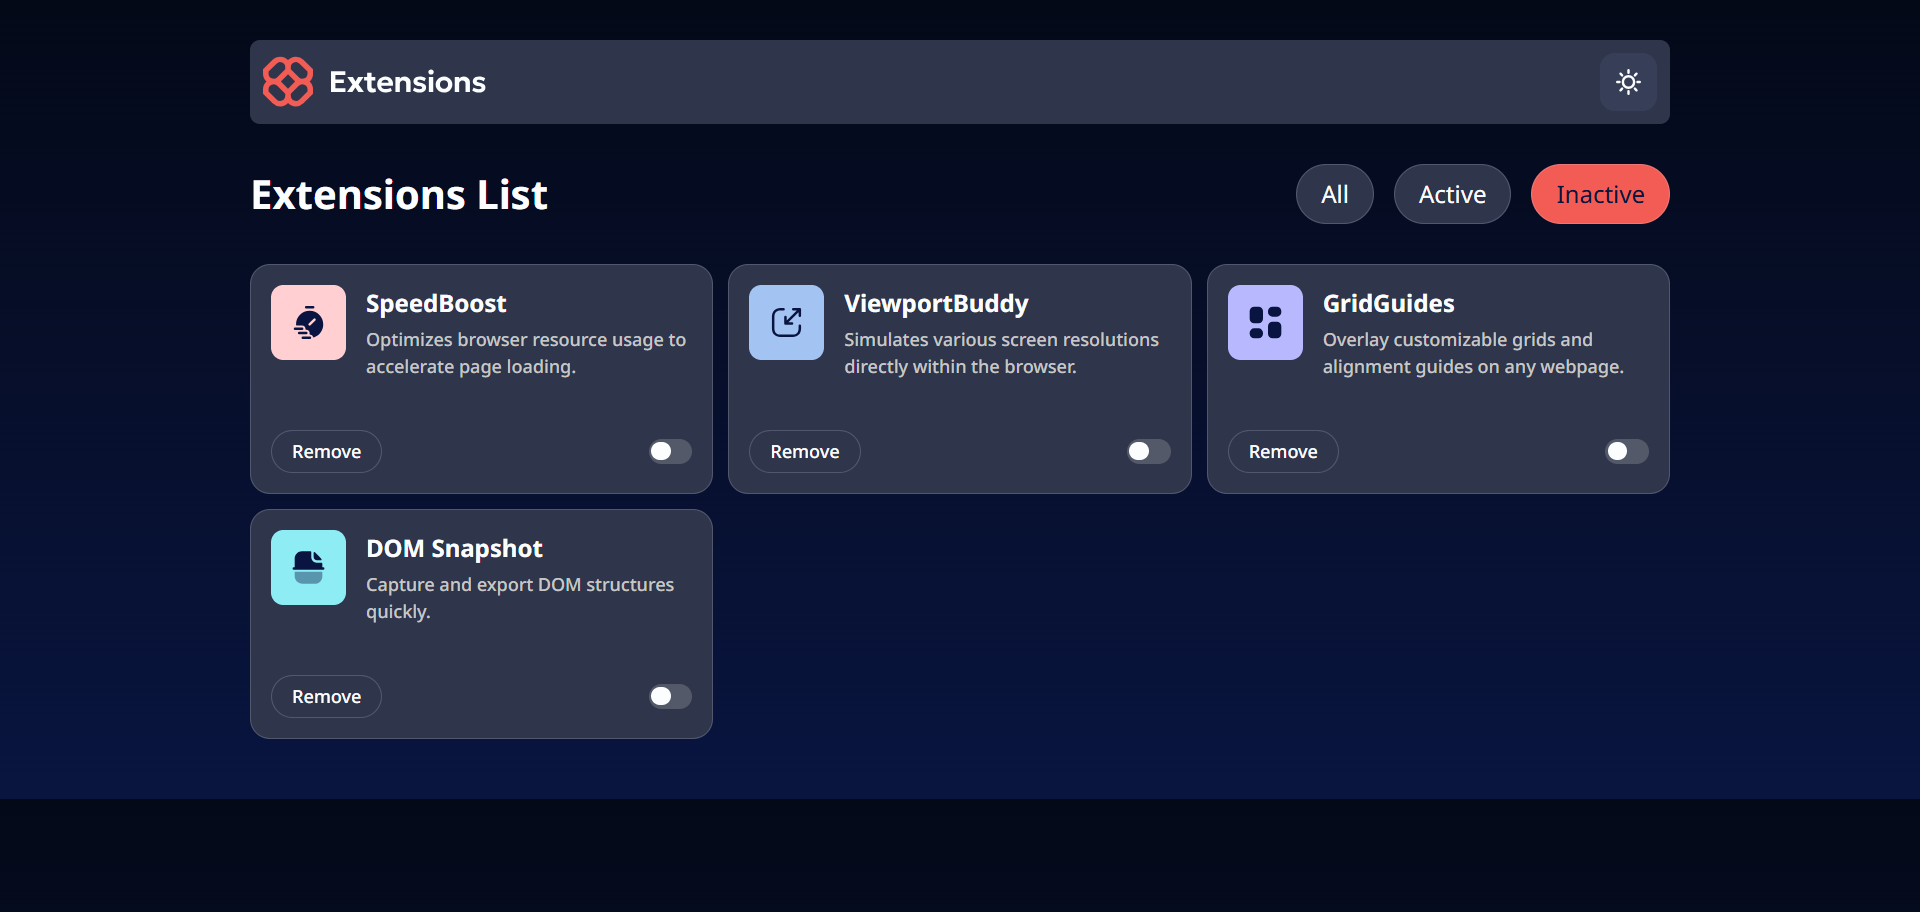 Extensions
Extensions List
All
Active
Inactive
SpeedBoost
Optimizes browser resource usage to
accelerate page loading.
Remove
ViewportBuddy
Simulates various screen resolutions
directly within the browser.
Remove
GridGuides
Overlay customizable grids and
alignment guides on any webpage.
Remove
DOM Snapshot
Capture and export DOM structures
quickly.
Remove